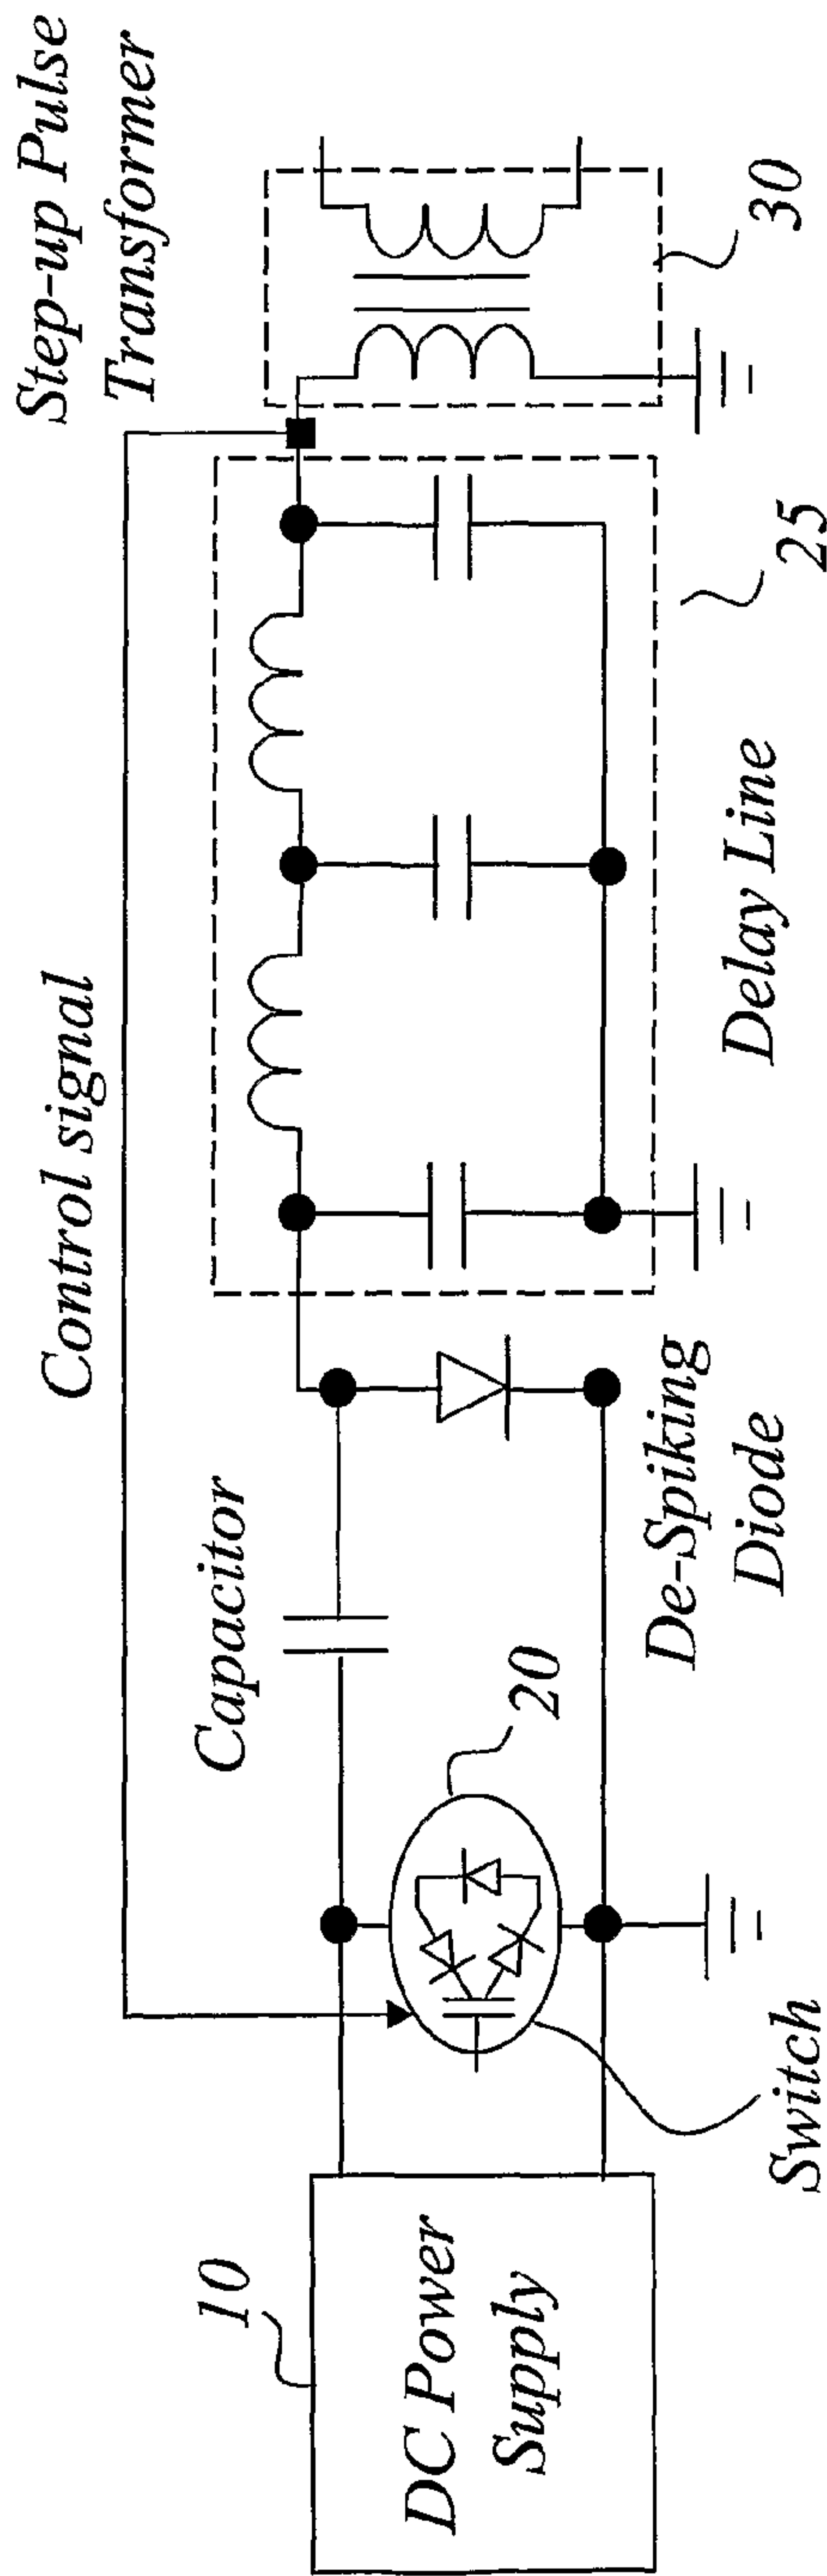 Step-up Pulse
Transformer
Control signal
30
25
Delay Line
Capacitor
De-Spiking
Diode
20
Switch
10
DC Power
Supply